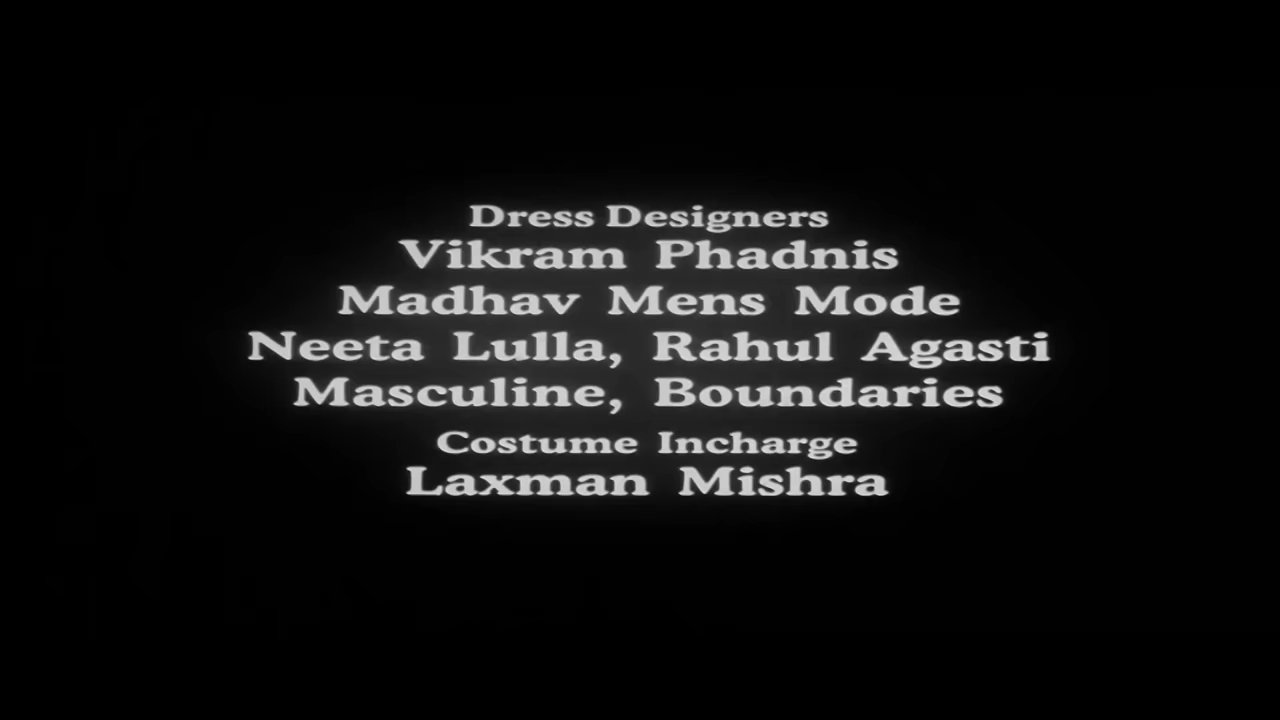 Dress Designers
Vikram Phadnis
Madhav Mens Mode
Neeta Lulla, Rahul Agasti
Masculine, Boundaries
Costume Incharge
Laxman Mishra